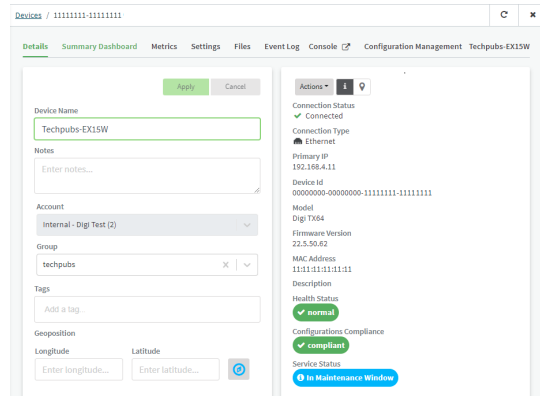 Devices / 11111111-11111111
Details Summary Dashboard Metrics Settings Files Event Log Console Configuration Management Techpubs-EX15W
Apply Cancel
Device Name
Techpubs-EX15W
Notes
Enter notes...
Account
Internal - Digi Test (2)
Group
techpubs
Tags
Add a tag..
Geoposition
Longitude Latitude
Enter longitude... Enter latitude...
Actions
Connection Status
Connected
Connection Type
Ethernet
Primary IP
192.168.4.11
Device Id
00000000-00000000-11111111-11111111
Model
Digi TX64
Firmware Version
22.5.50.62
MAC Address
11:11:11:11:11:11
Description
Health Status
normal
Configurations Compliance
compliant
Service Status
In Maintenance Window